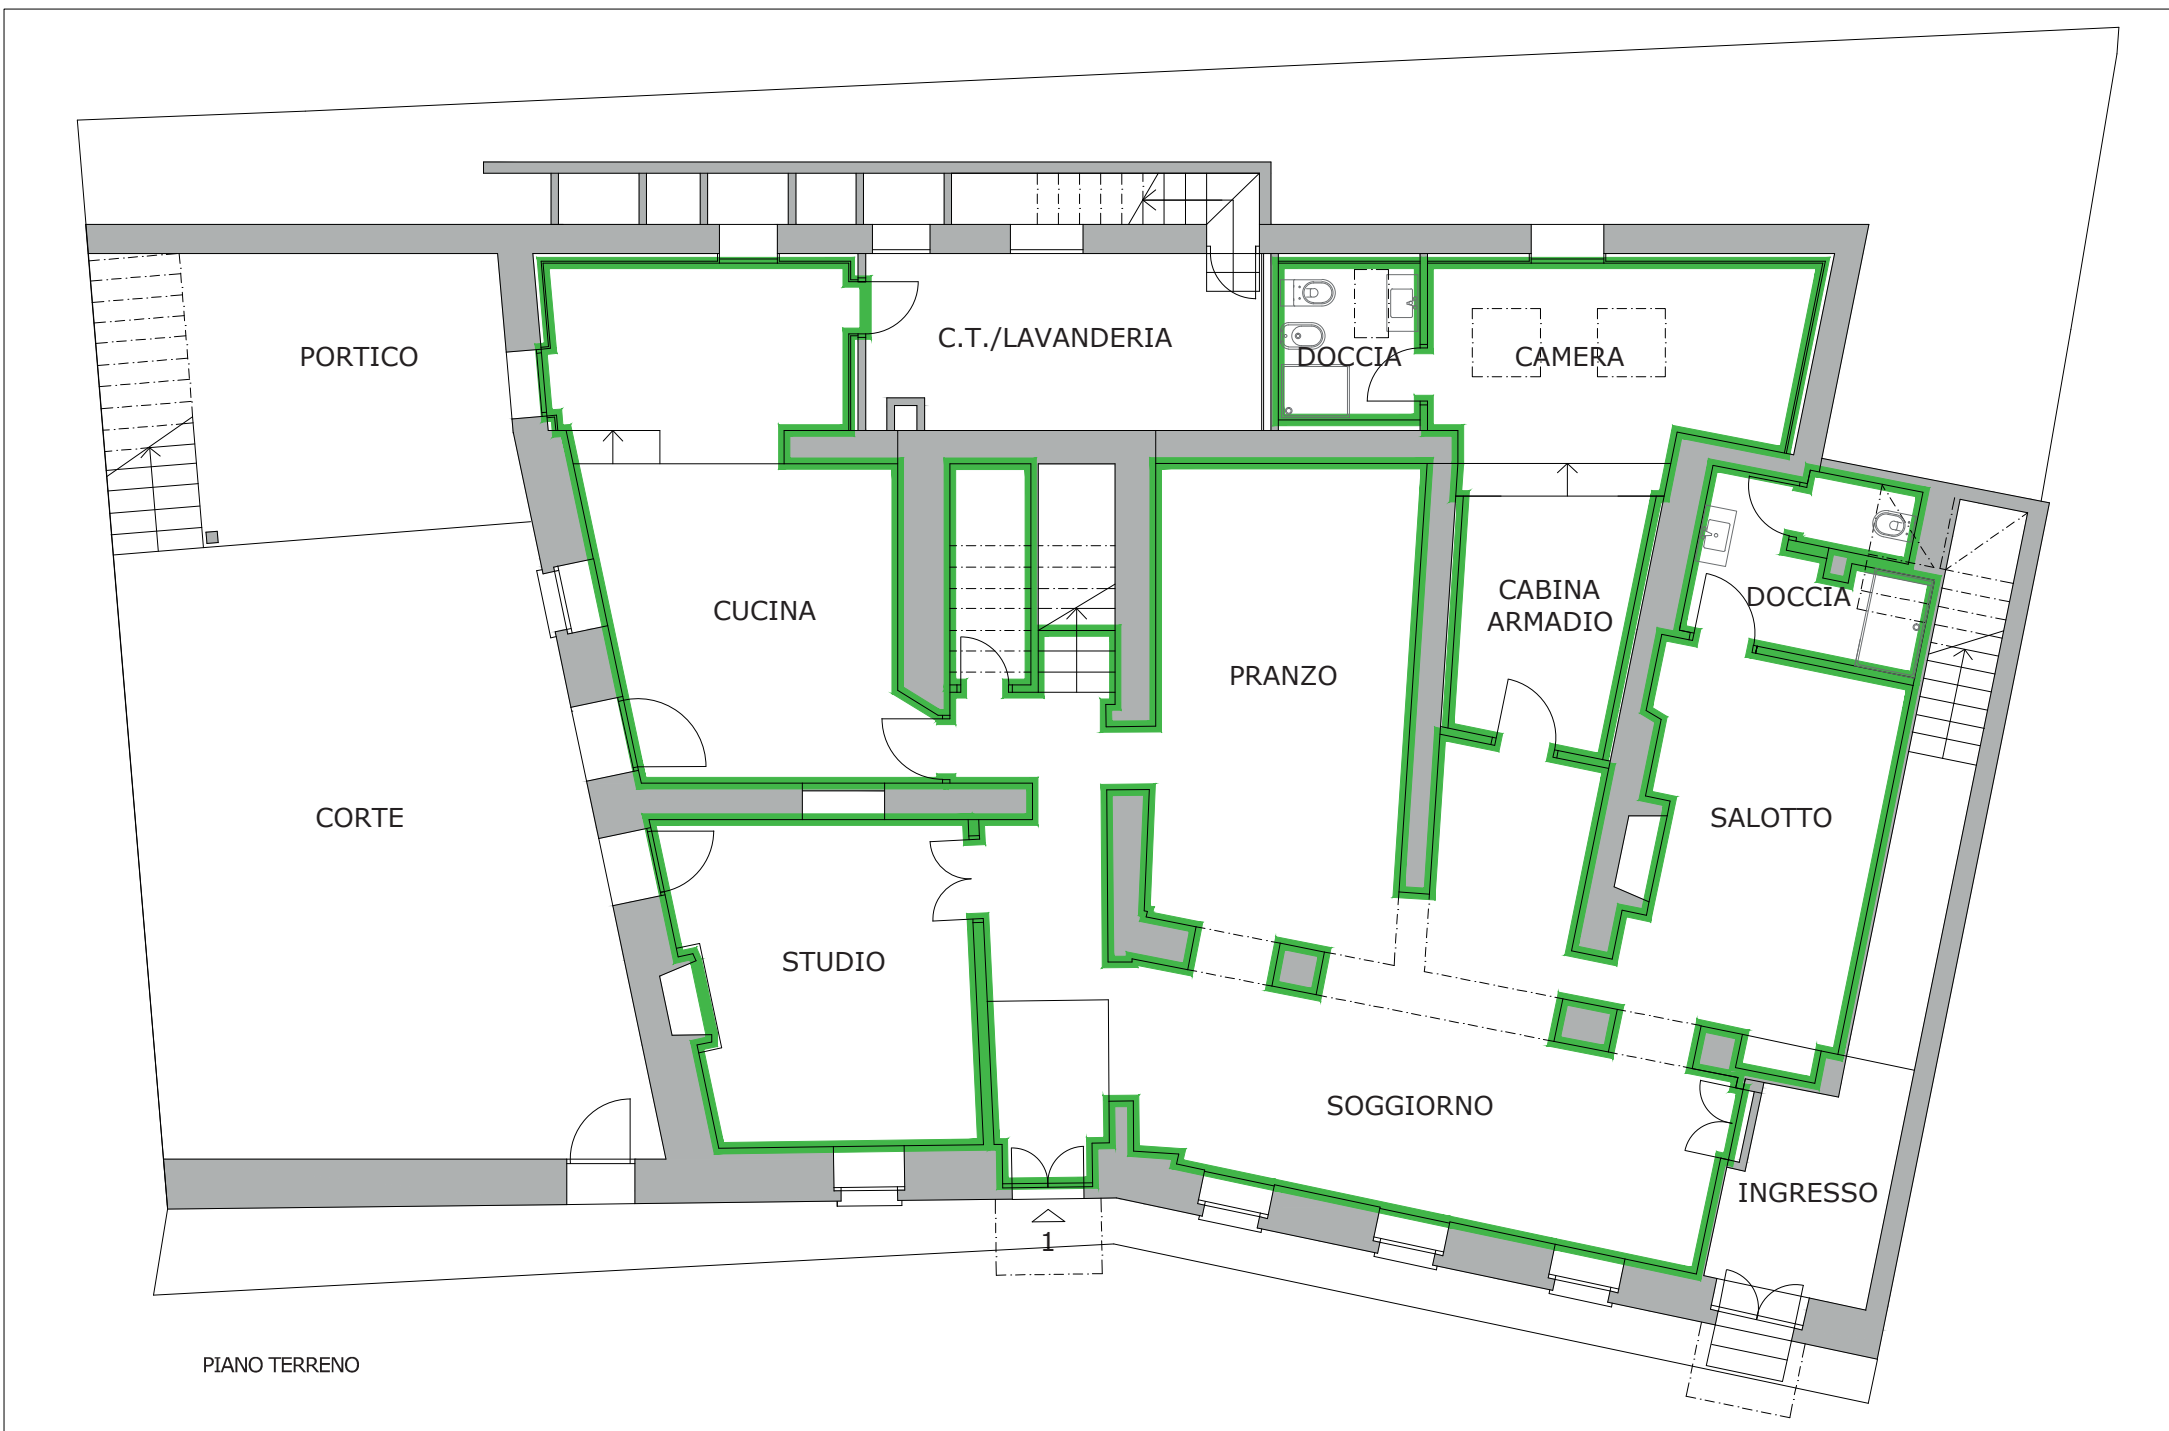 C.T./LAVANDERIA
PORTICO
DOCCIA
CAMERA
CUCINA
CABINA
ARMADIO
DOCCIA
PRANZO
CORTE
SALOTTO
STUDIO
SOGGIORNO
INGRESSO
1
PIANO TERRENO